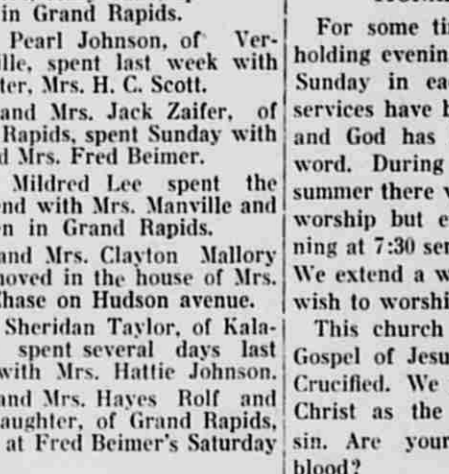 in Grand Rapids.
Pearl Johnson, of Ver-
ille, spent last week with
ter, Mrs. H. C. Scott.
and Mrs. Jack Zaifer, of
Rapids, spent Sunday with
d Mrs. Fred Beimer.
Mildred Lee spent the
end with Mrs. Manville and
n in Grand Rapids.
and Mrs. Clayton Mallory
moved in the house of Mrs.
Chase on Hudson avenue.
Sheridan Taylor, of Kala-
spent several days last
with Mrs. Hattie Johnson.
and Mrs. Hayes Rolf and
aughter, of Grand Rapids,
at Fred Beimer's Saturday
For some ti
holding evenin
Sunday in ea
services have b
and God has
word. During
summer there w
worship but e
ning at 7:30 ser
We extend a w
wish to worshi
This church
Gospel of Jesu
Crucified. We
Christ as the
sin. Are your
blood?